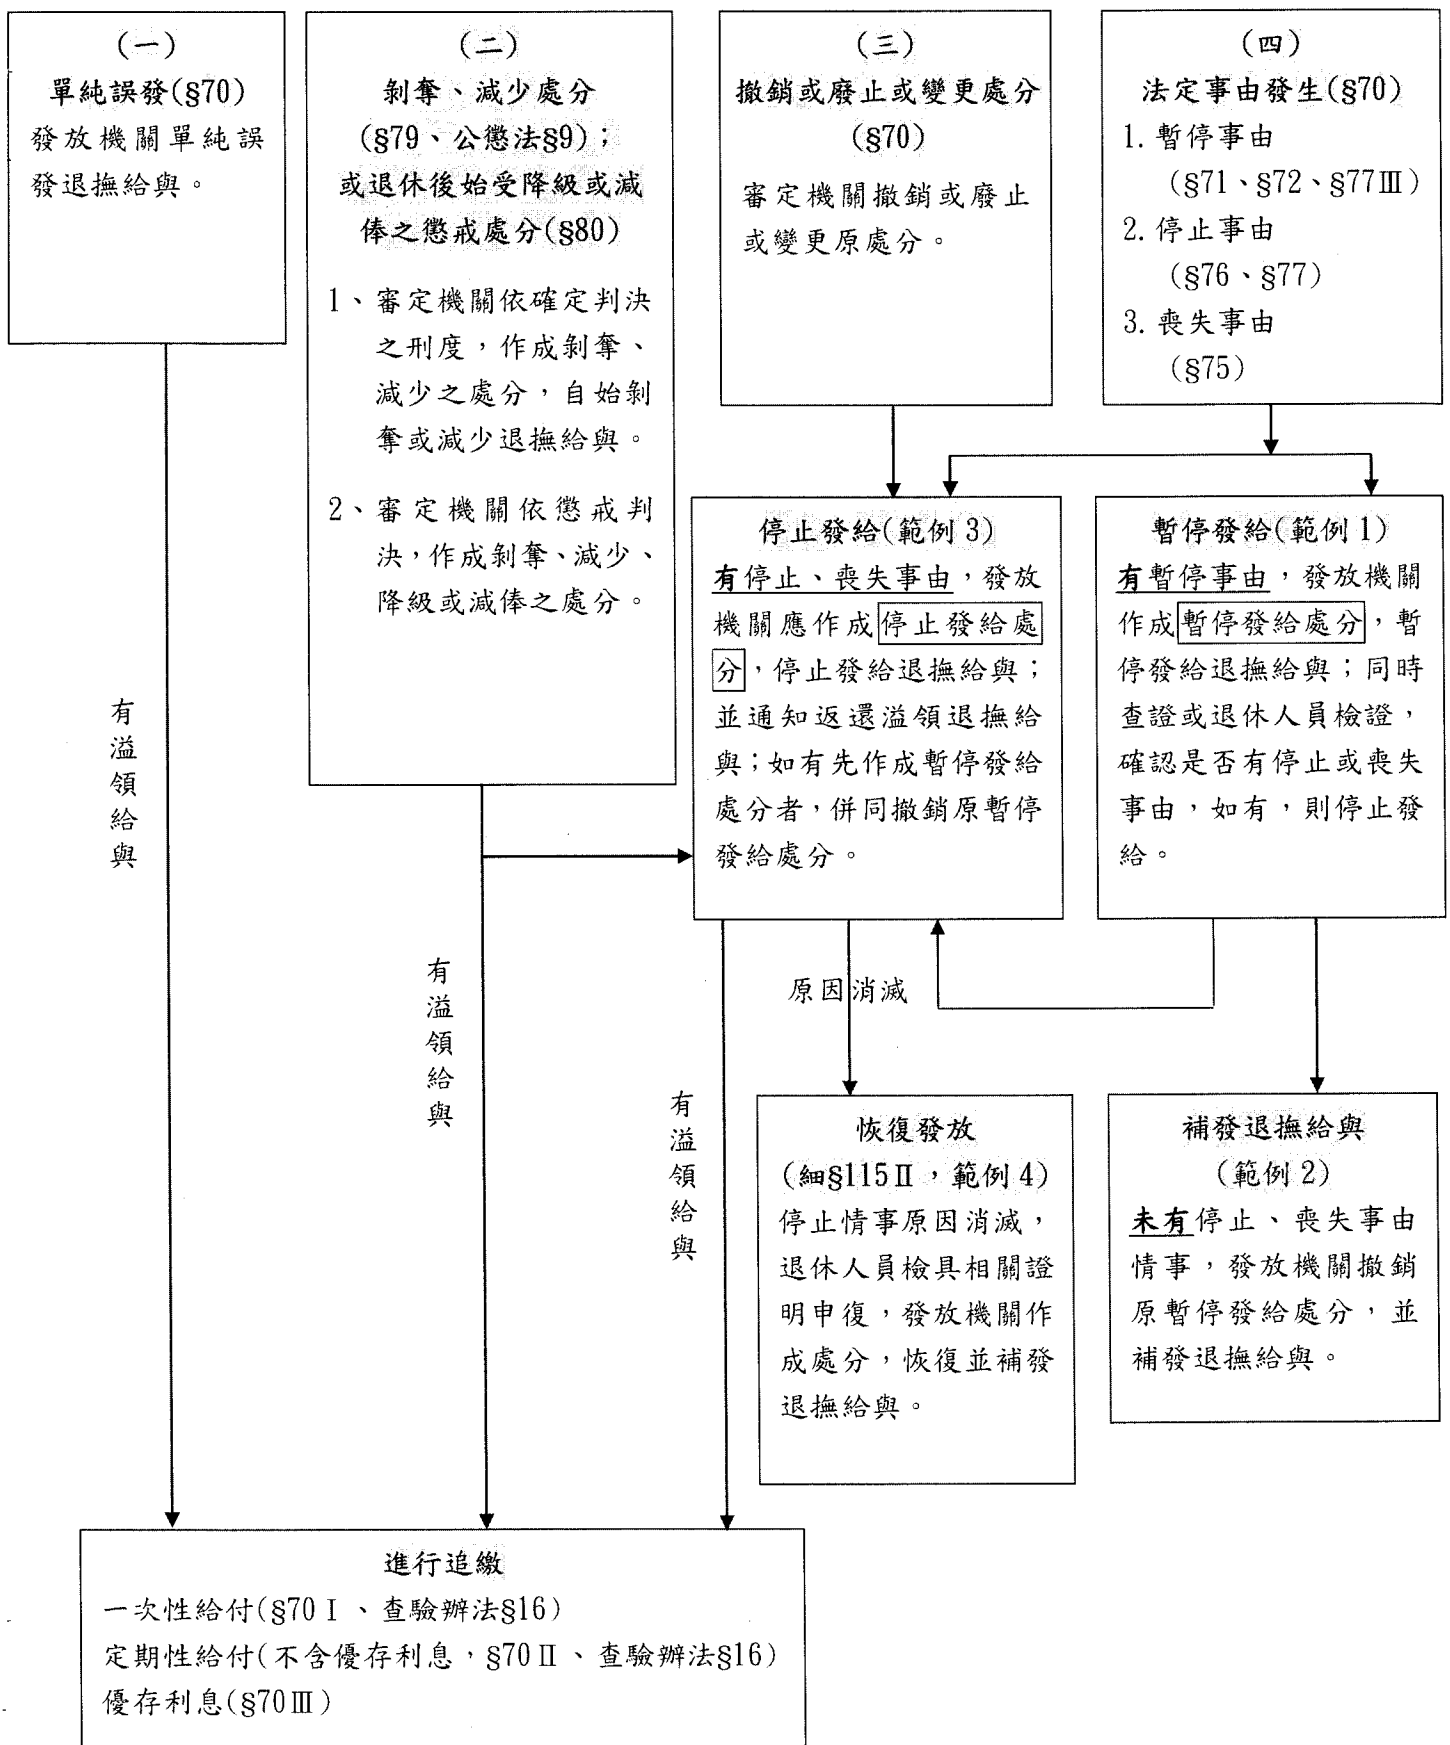 (一)
單純誤發(§70)
發放機關單純誤
發退撫給與。
(二)
剝奪、減少處分
(§79、公懲法§9)；
或退休後始受降級或減
俸之懲戒處分(§80)
1、審定機關依確定判決
之刑度，作成剝奪、
減少之處分，自始剝
奪或減少退撫給與。
2、審定機關依懲戒判
決，作成剝奪、減少、
降級或減俸之處分。
(三)
撤銷或廢止或變更處分
(§70)
審定機關撤銷或廢止
或變更原處分。
(四)
法定事由發生(§70)
1.暫停事由
(§71、§72、§77Ⅲ)
2.停止事由
(§76、§77)
3.喪失事由
(§75)
停止發給(範例 3)
有停止、喪失事由，發放
機關應作成停止發給處
分，停止發給退撫給與；
並通知返還溢領退撫給
與；如有先作成暫停發給
處分者，併同撤銷原暫停
發給處分。
暫停發給(範例 1)
有暫停事由，發放機關
作成暫停發給處分，暫
停發給退撫給與；同時
查證或退休人員檢證，
確認是否有停止或喪失
事由，如有，則停止發
給。
有溢領給與
有溢領給與
有溢領給與
原因消滅
恢復發放
(細§115Ⅱ，範例 4)
停止情事原因消滅，
退休人員檢具相關證
明申復，發放機關作
成處分，恢復並補發
退撫給與。
補發退撫給與
(範例 2)
未有停止、喪失事由
情事，發放機關撤銷
原暫停發給處分，並
補發退撫給與。
進行追繳
一次性給付(§70Ⅰ、查驗辦法§16)
定期性給付(不含優存利息，§70Ⅱ、查驗辦法§16)
優存利息(§70Ⅲ)